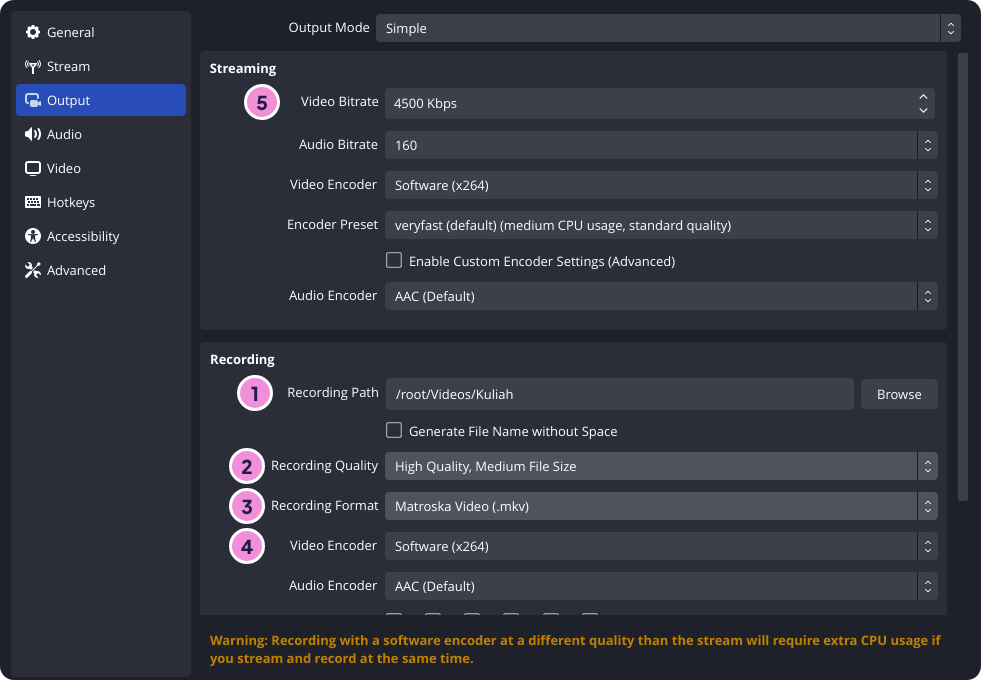 General
Stream
Output
Audio
Video
Hotkeys
Accessibility
Advanced
Output Mode Simple
Streaming
5 Video Bitrate 4500 Kbps
Audio Bitrate 160
Video Encoder Software (x264)
Encoder Preset veryfast (default) (medium CPU usage, standard quality)
Enable Custom Encoder Settings (Advanced)
Audio Encoder AAC (Default)
Recording
1 Recording Path /root/Videos/Kuliah Browse
Generate File Name without Space
2 Recording Quality High Quality, Medium File Size
3 Recording Format Matroska Video (.mkv)
4 Video Encoder Software (x264)
Audio Encoder AAC (Default)
Warning: Recording with a software encoder at a different quality than the stream will require extra CPU usage if
you stream and record at the same time.